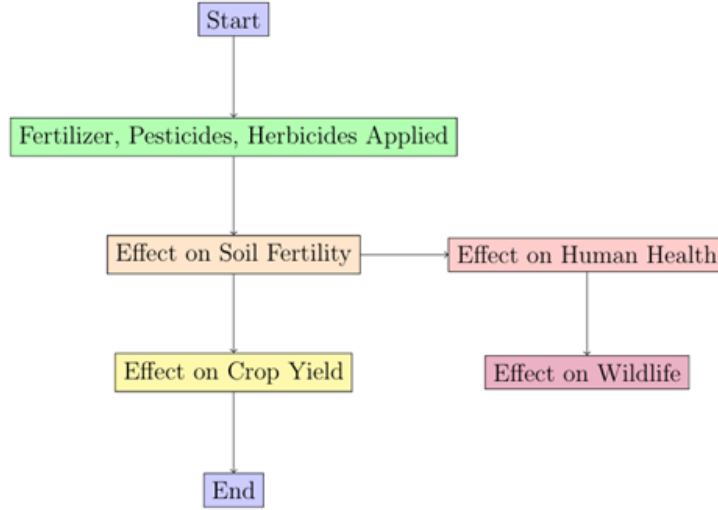 Start
Fertilizer, Pesticides, Herbicides Applied
Effect on Soil Fertility
Effect on Human Health
Effect on Crop Yield
Effect on Wildlife
End